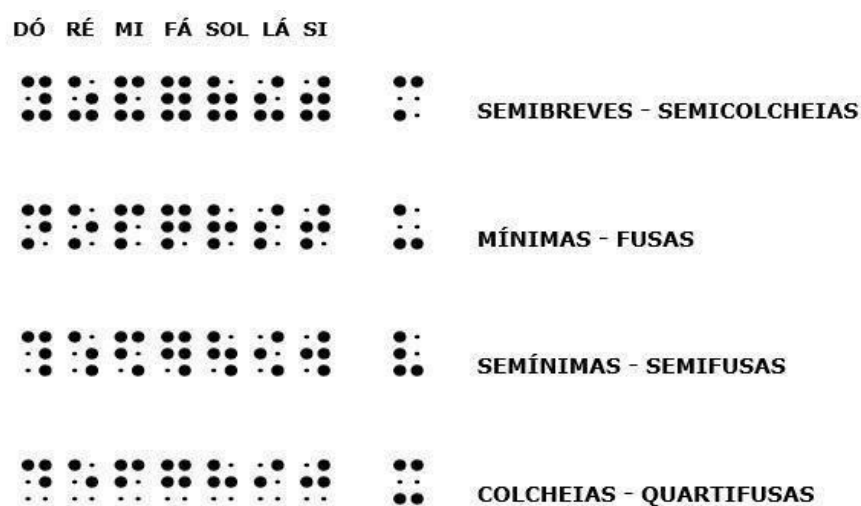 DÓ RÉ MI FÁ SOL LÁ SI
⠽ ⠵ ⠯ ⠿ ⠷ ⠮ ⠾ ⠍ SEMIBREVES - SEMICOLCHEIAS
⠝ ⠕ ⠏ ⠟ ⠗ ⠎ ⠞ ⠥ MÍNIMAS - FUSAS
⠹ ⠱ ⠫ ⠻ ⠳ ⠪ ⠺ ⠧ SEMÍNIMAS - SEMIFUSAS
⠙ ⠑ ⠋ ⠛ ⠓ ⠊ ⠚ ⠭ COLCHEIAS - QUARTIFUSAS